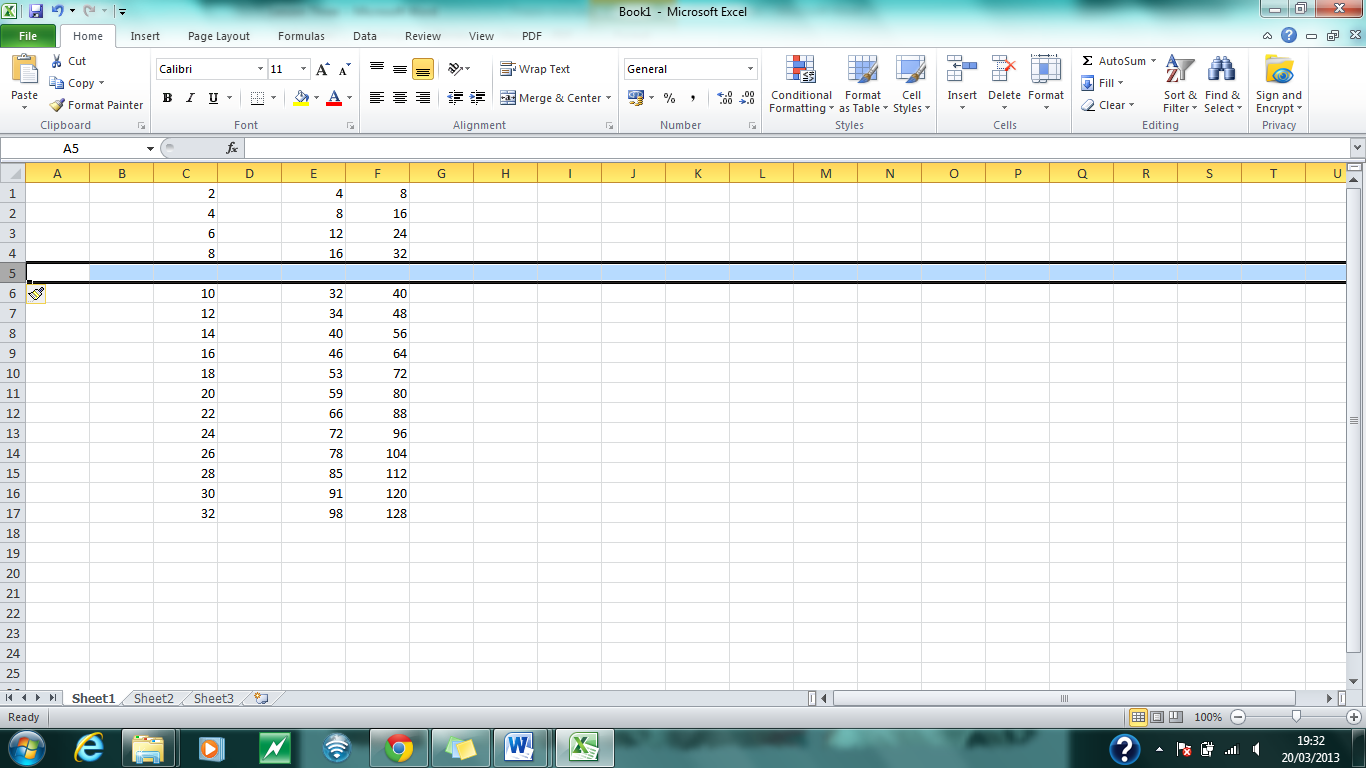 Book1 - Microsoft Excel
File Home Insert Page Layout Formulas Data Review View PDF
Paste Cut Copy Format Painter Clipboard
Calibri 11 A A B I U A Font
Wrap Text Merge & Center Alignment
General % , .0 .00 .00 .0 Number
Conditional Formatting Format as Table Cell Styles Styles
Insert Delete Format Cells
Σ AutoSum Fill Clear Sort & Filter Find & Select Editing
Sign and Encrypt Privacy
A5 fx
A B C D E F G H I J K L M N O P Q R S T U
1 2 4 8
2 4 8 16
3 6 12 24
4 8 16 32
5
6 10 32 40
7 12 34 48
8 14 40 56
9 16 46 64
10 18 53 72
11 20 59 80
12 22 66 88
13 24 72 96
14 26 78 104
15 28 85 112
16 30 91 120
17 32 98 128
18
19
20
21
22
23
24
25
Sheet1 Sheet2 Sheet3
Ready 100%
19:32
20/03/2013